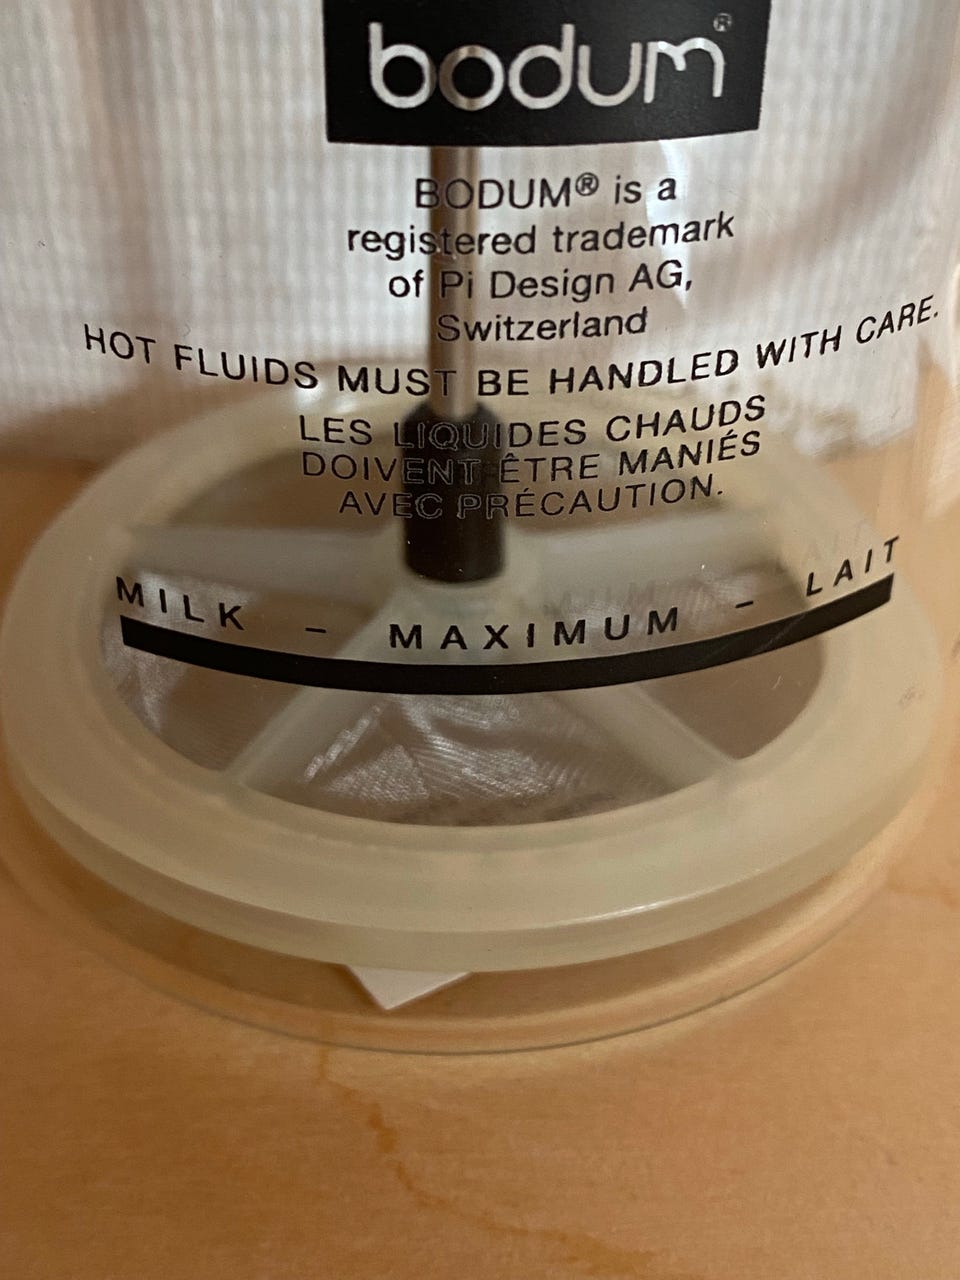 bodum®
BODUM® is a
registered trademark
of Pi Design AG,
Switzerland
HOT FLUIDS MUST BE HANDLED WITH CARE.
LES LIQUIDES CHAUDS
DOIVENT ÊTRE MANIÉS
AVEC PRÉCAUTION.
MILK – MAXIMUM – LAIT